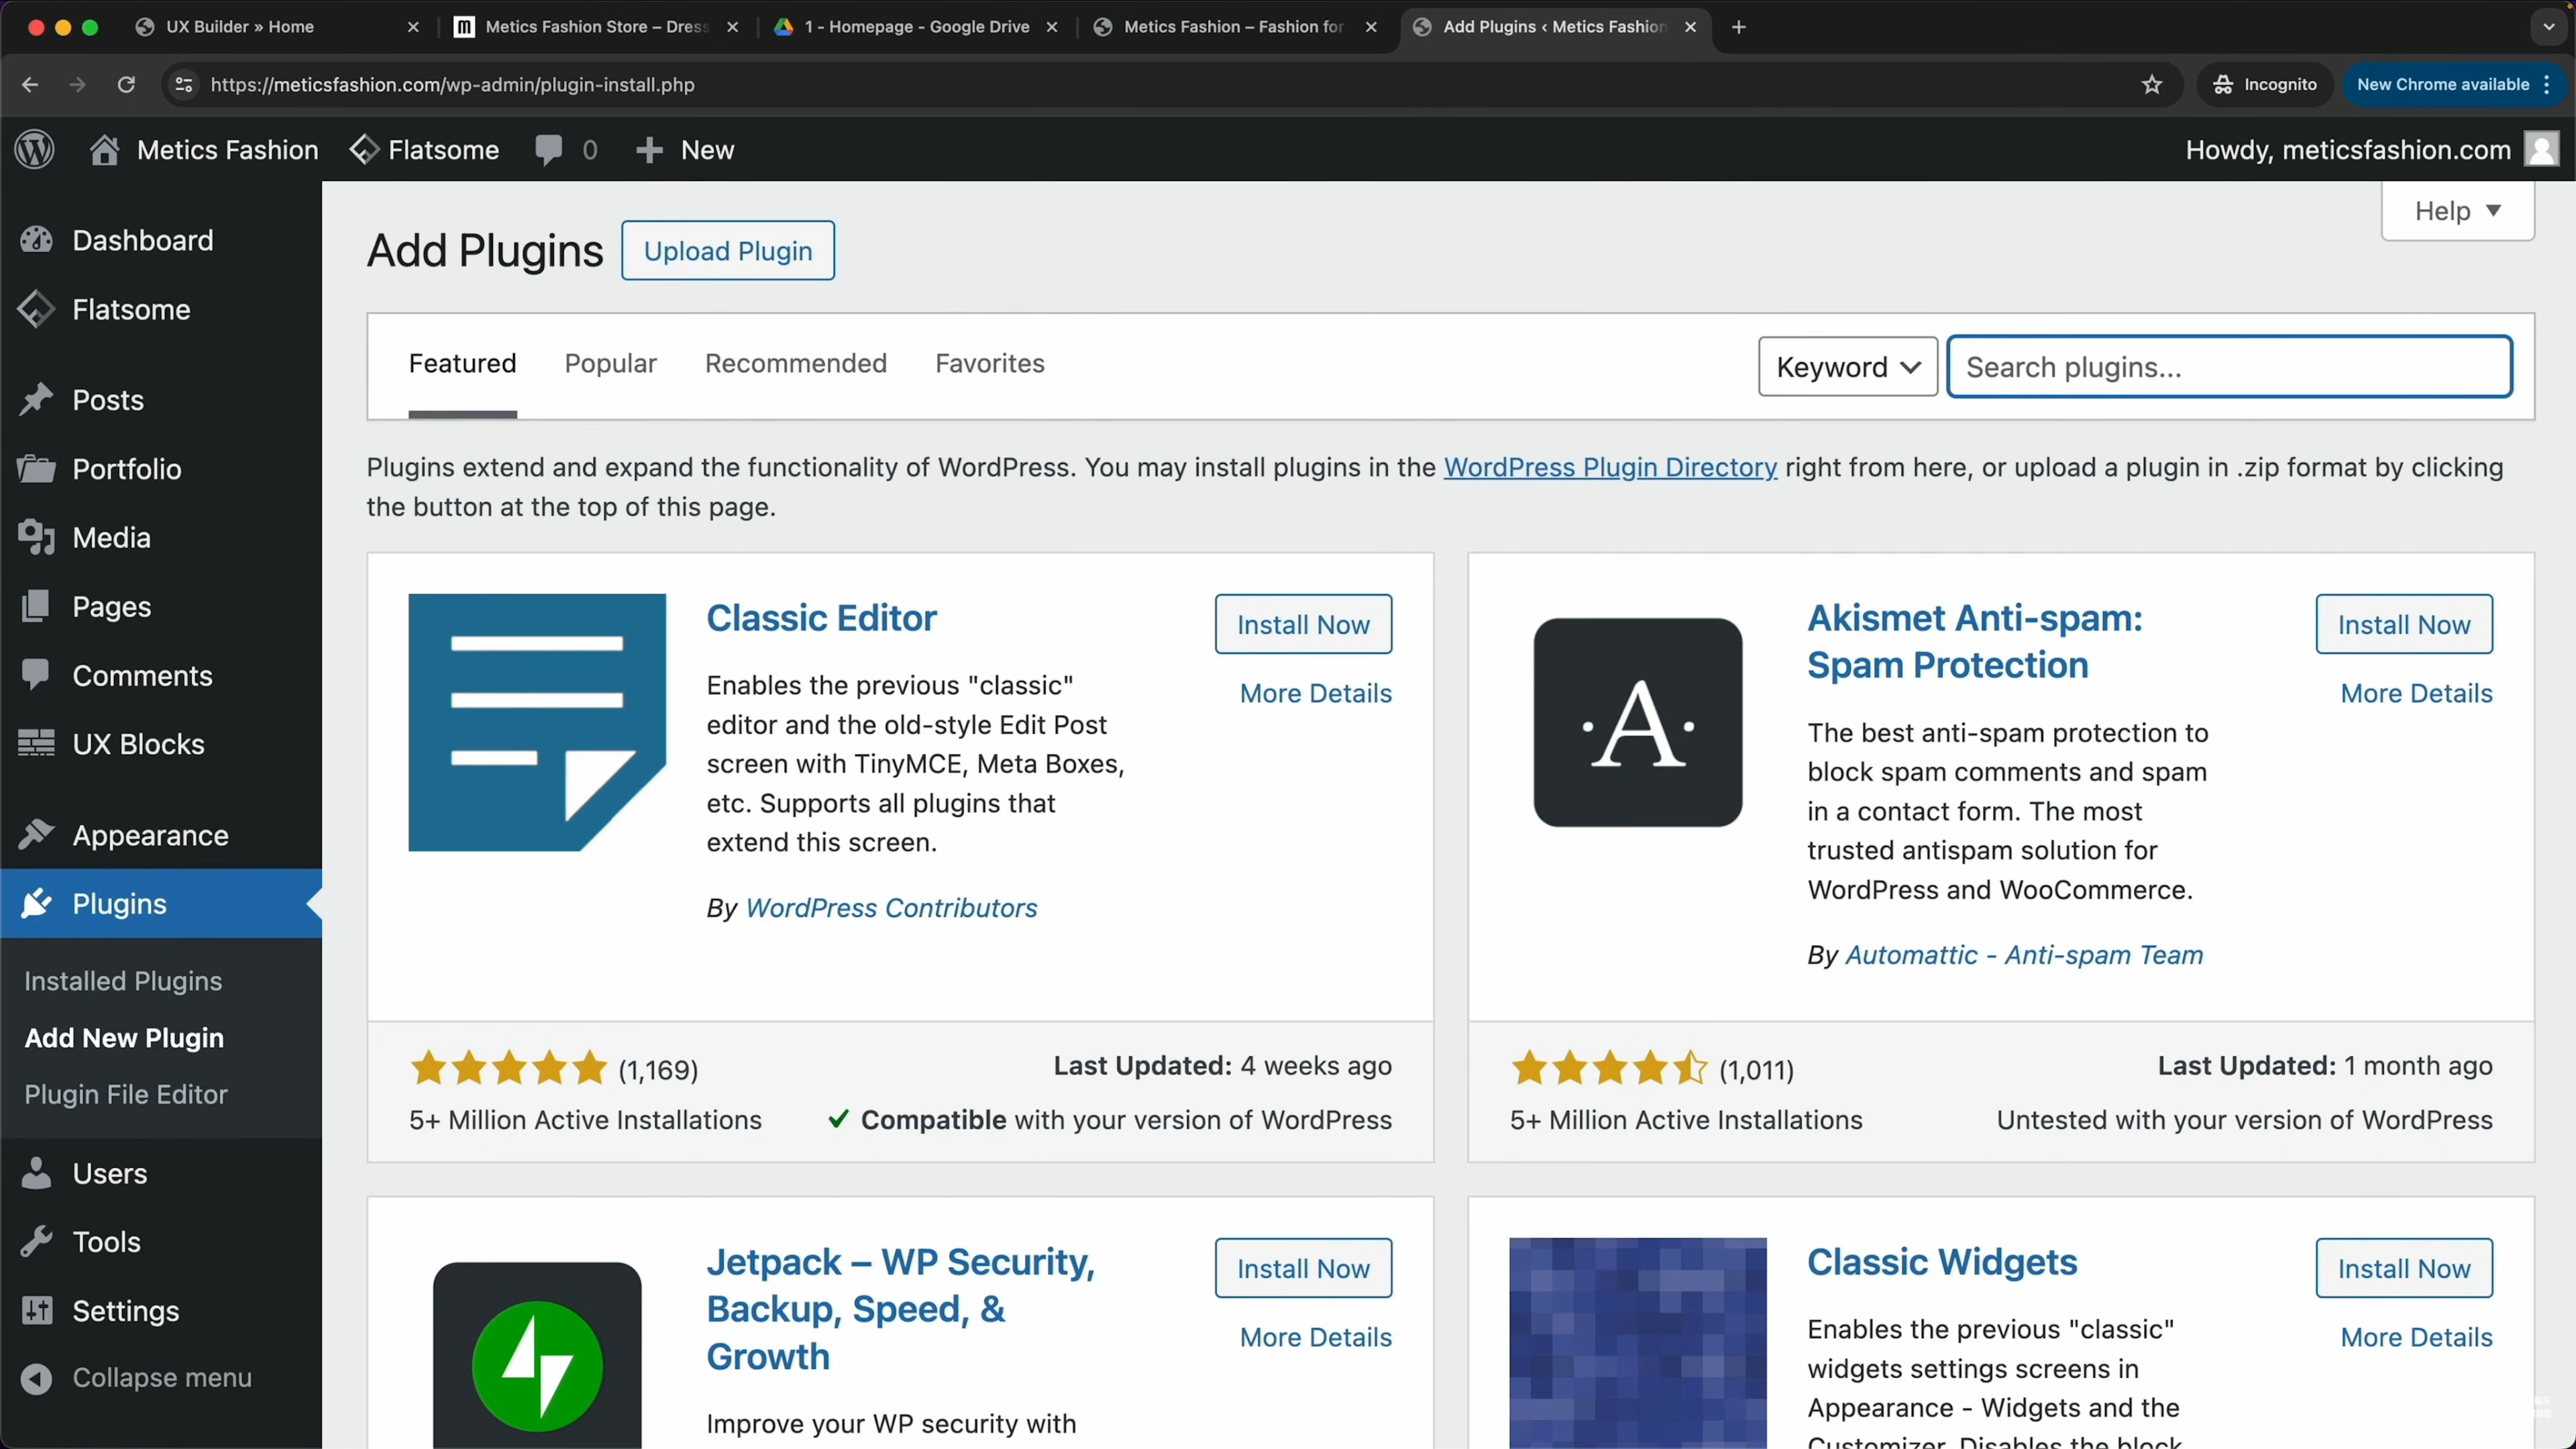 UX Builder » Home
Metics Fashion Store – Dress
1 - Homepage - Google Drive
Metics Fashion – Fashion for
Add Plugins ‹ Metics Fashion
https://meticsfashion.com/wp-admin/plugin-install.php
Incognito
New Chrome available
Metics Fashion
Flatsome
0
New
Howdy, meticsfashion.com
Dashboard
Flatsome
Posts
Portfolio
Media
Pages
Comments
UX Blocks
Appearance
Plugins
Installed Plugins
Add New Plugin
Plugin File Editor
Users
Tools
Settings
Collapse menu
Help
Add Plugins
Upload Plugin
Featured
Popular
Recommended
Favorites
Keyword
Search plugins...
Plugins extend and expand the functionality of WordPress. You may install plugins in the WordPress Plugin Directory right from here, or upload a plugin in .zip format by clicking
the button at the top of this page.
Classic Editor
Install Now
More Details
Enables the previous "classic"
editor and the old-style Edit Post
screen with TinyMCE, Meta Boxes,
etc. Supports all plugins that
extend this screen.
By WordPress Contributors
(1,169)
Last Updated: 4 weeks ago
5+ Million Active Installations
Compatible with your version of WordPress
A
Akismet Anti-spam:
Spam Protection
Install Now
More Details
The best anti-spam protection to
block spam comments and spam
in a contact form. The most
trusted antispam solution for
WordPress and WooCommerce.
By Automattic - Anti-spam Team
(1,011)
Last Updated: 1 month ago
5+ Million Active Installations
Untested with your version of WordPress
Jetpack – WP Security,
Backup, Speed, &
Growth
Install Now
More Details
Improve your WP security with
Classic Widgets
Install Now
More Details
Enables the previous "classic"
widgets settings screens in
Appearance - Widgets and the
Customizer. Disables the block